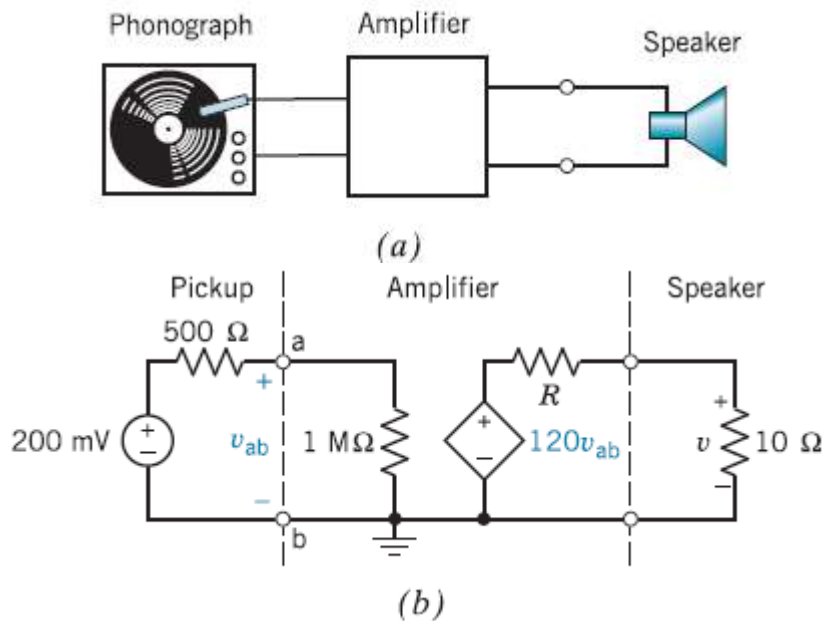 Phonograph Amplifier Speaker
(a)
Pickup Amplifier Speaker
500 Ω a
+ R +
200 mV + − v_ab 1 MΩ + − 120v_ab v 10 Ω
− −
b
(b)